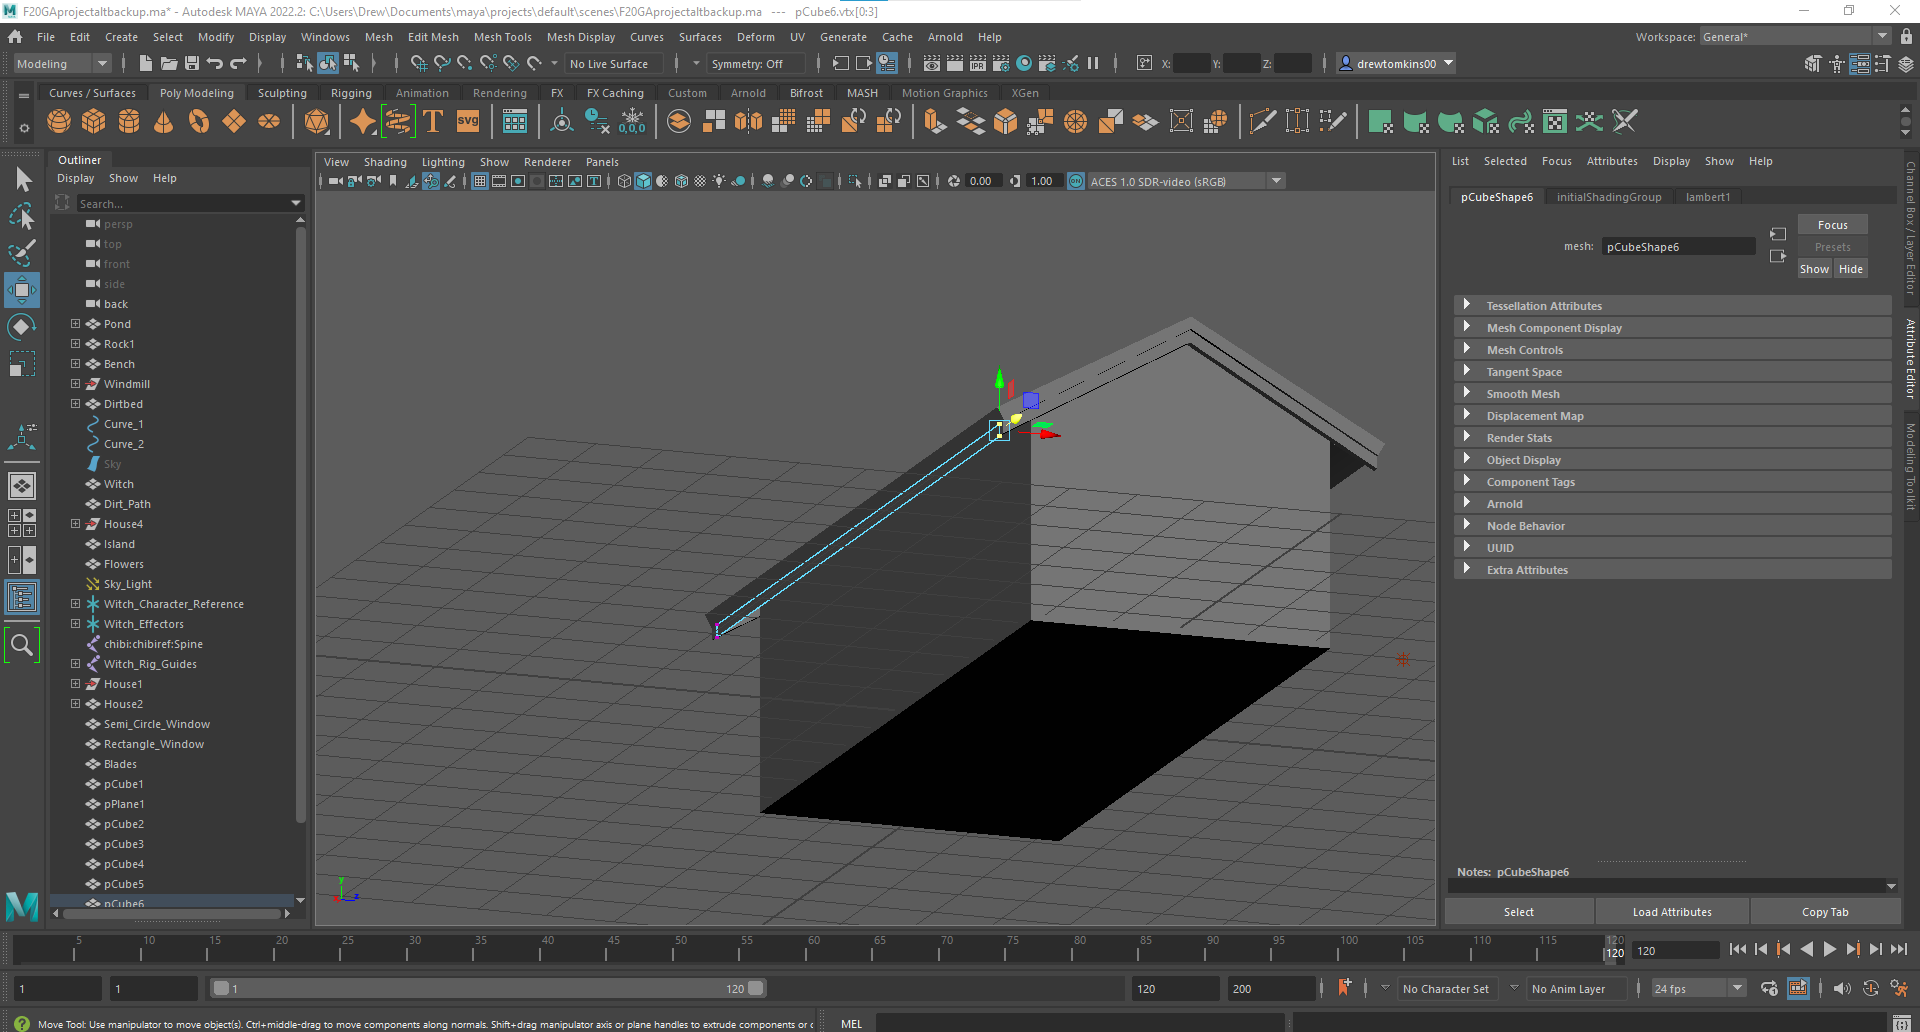 F20GAprojectaltbackup.ma* - Autodesk MAYA 2022.2: C:\Users\Drew\Documents\maya\projects\default\scenes\F20GAprojectaltbackup.ma --- pCube6.vtx[0:3]
File Edit Create Select Modify Display Windows Mesh Edit Mesh Mesh Tools Mesh Display Curves Surfaces Deform UV Generate Cache Arnold Help Workspace: General*
Modeling No Live Surface Symmetry: Off X: Y: Z: drewtomkins00
Curves / Surfaces Poly Modeling Sculpting Rigging Animation Rendering FX FX Caching Custom Arnold Bifrost MASH Motion Graphics XGen
T svg 0,0,0
Outliner
Display Show Help
Search...
persp
top
front
side
back
Pond
Rock1
Bench
Windmill
Dirtbed
Curve_1
Curve_2
Sky
Witch
Dirt_Path
House4
Island
Flowers
Sky_Light
Witch_Character_Reference
Witch_Effectors
chibi:chibiref:Spine
Witch_Rig_Guides
House1
House2
Semi_Circle_Window
Rectangle_Window
Blades
pCube1
pPlane1
pCube2
pCube3
pCube4
pCube5
pCube6
View Shading Lighting Show Renderer Panels
0.00 1.00 ACES 1.0 SDR-video (sRGB)
y
z
List Selected Focus Attributes Display Show Help
pCubeShape6 initialShadingGroup lambert1
mesh: pCubeShape6
Focus
Presets
Show Hide
Tessellation Attributes
Mesh Component Display
Mesh Controls
Tangent Space
Smooth Mesh
Displacement Map
Render Stats
Object Display
Component Tags
Arnold
Node Behavior
UUID
Extra Attributes
Notes: pCubeShape6
Select Load Attributes Copy Tab
Channel Box / Layer Editor
Attribute Editor
Modeling Toolkit
5 10 15 20 25 30 35 40 45 50 55 60 65 70 75 80 85 90 95 100 105 110 115 120
120 120
1 1 1 120 120 200 No Character Set No Anim Layer 24 fps
Move Tool: Use manipulator to move object(s). Ctrl+middle-drag to move components along normals. Shift+drag manipulator axis or plane handles to extrude components or c MEL